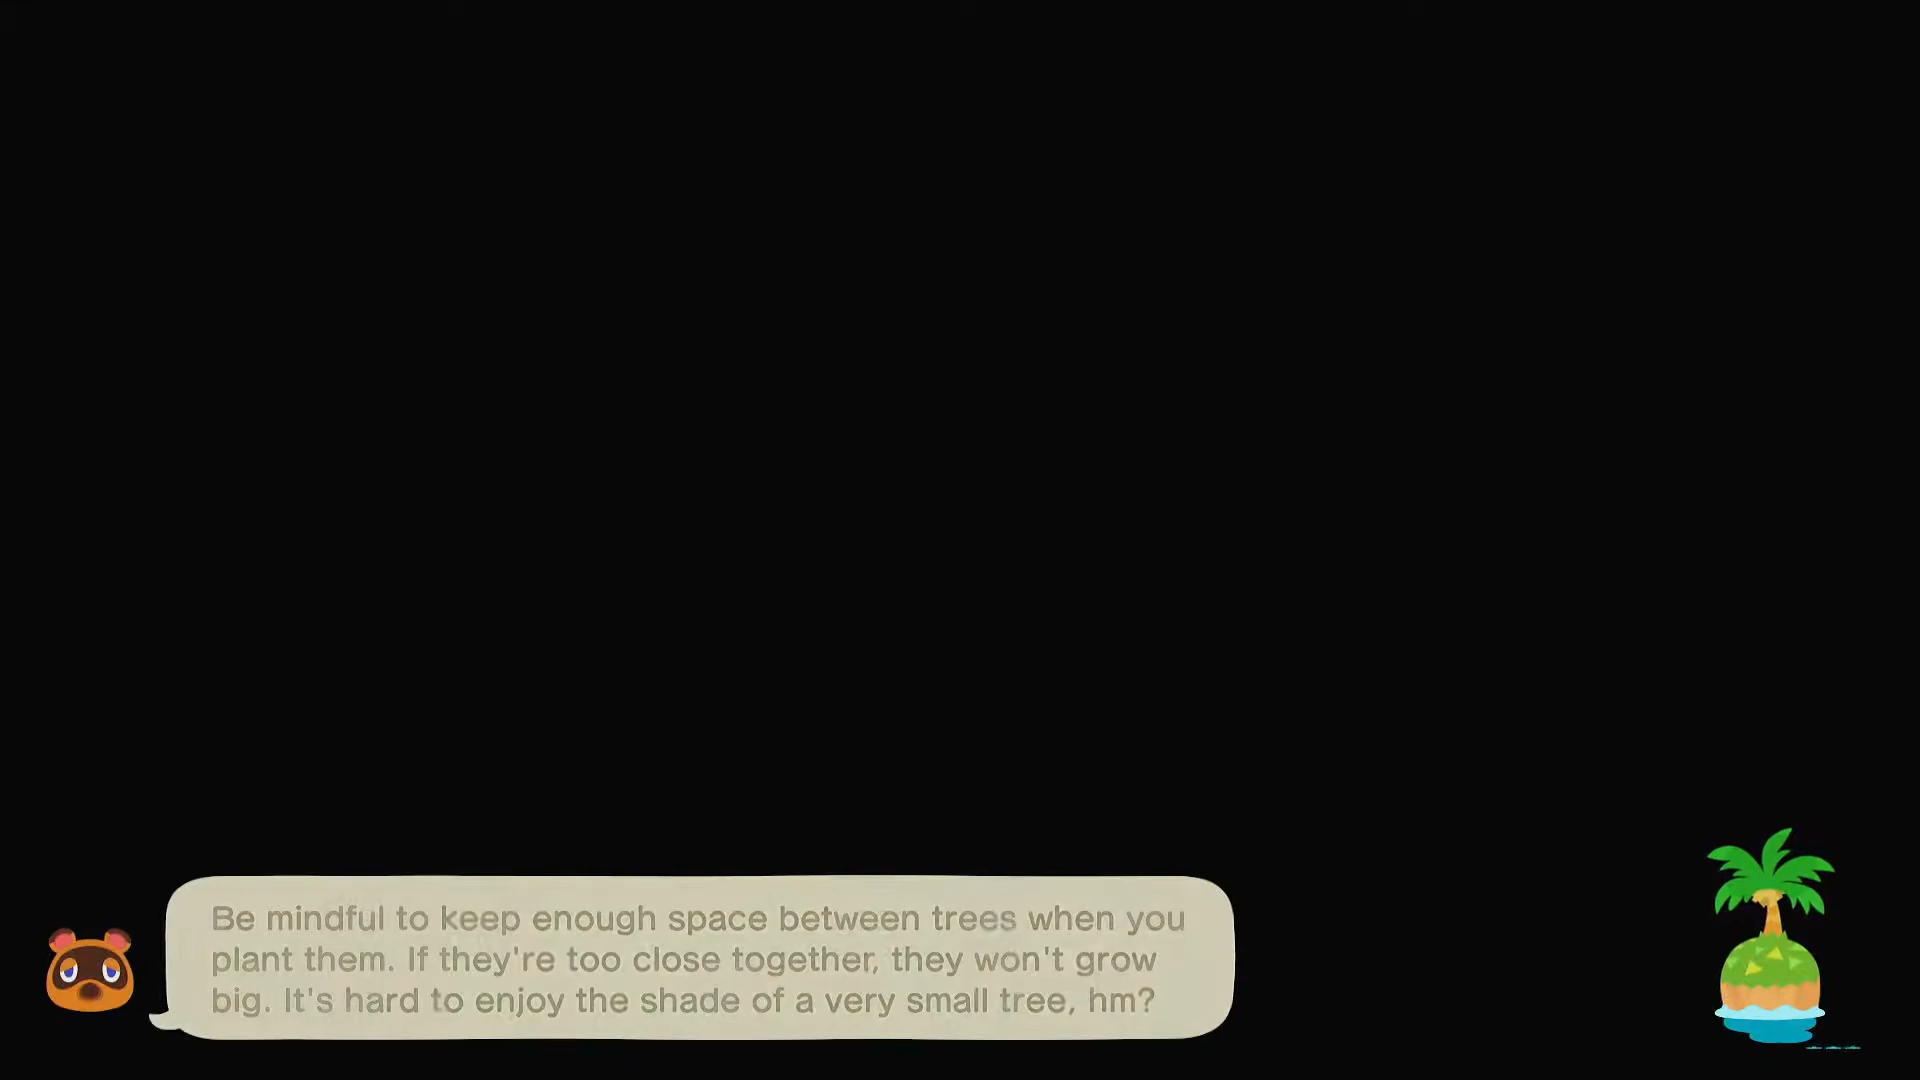 Be mindful to keep enough space between trees when you
plant them. If they're too close together, they won't grow
big. It's hard to enjoy the shade of a very small tree, hm?